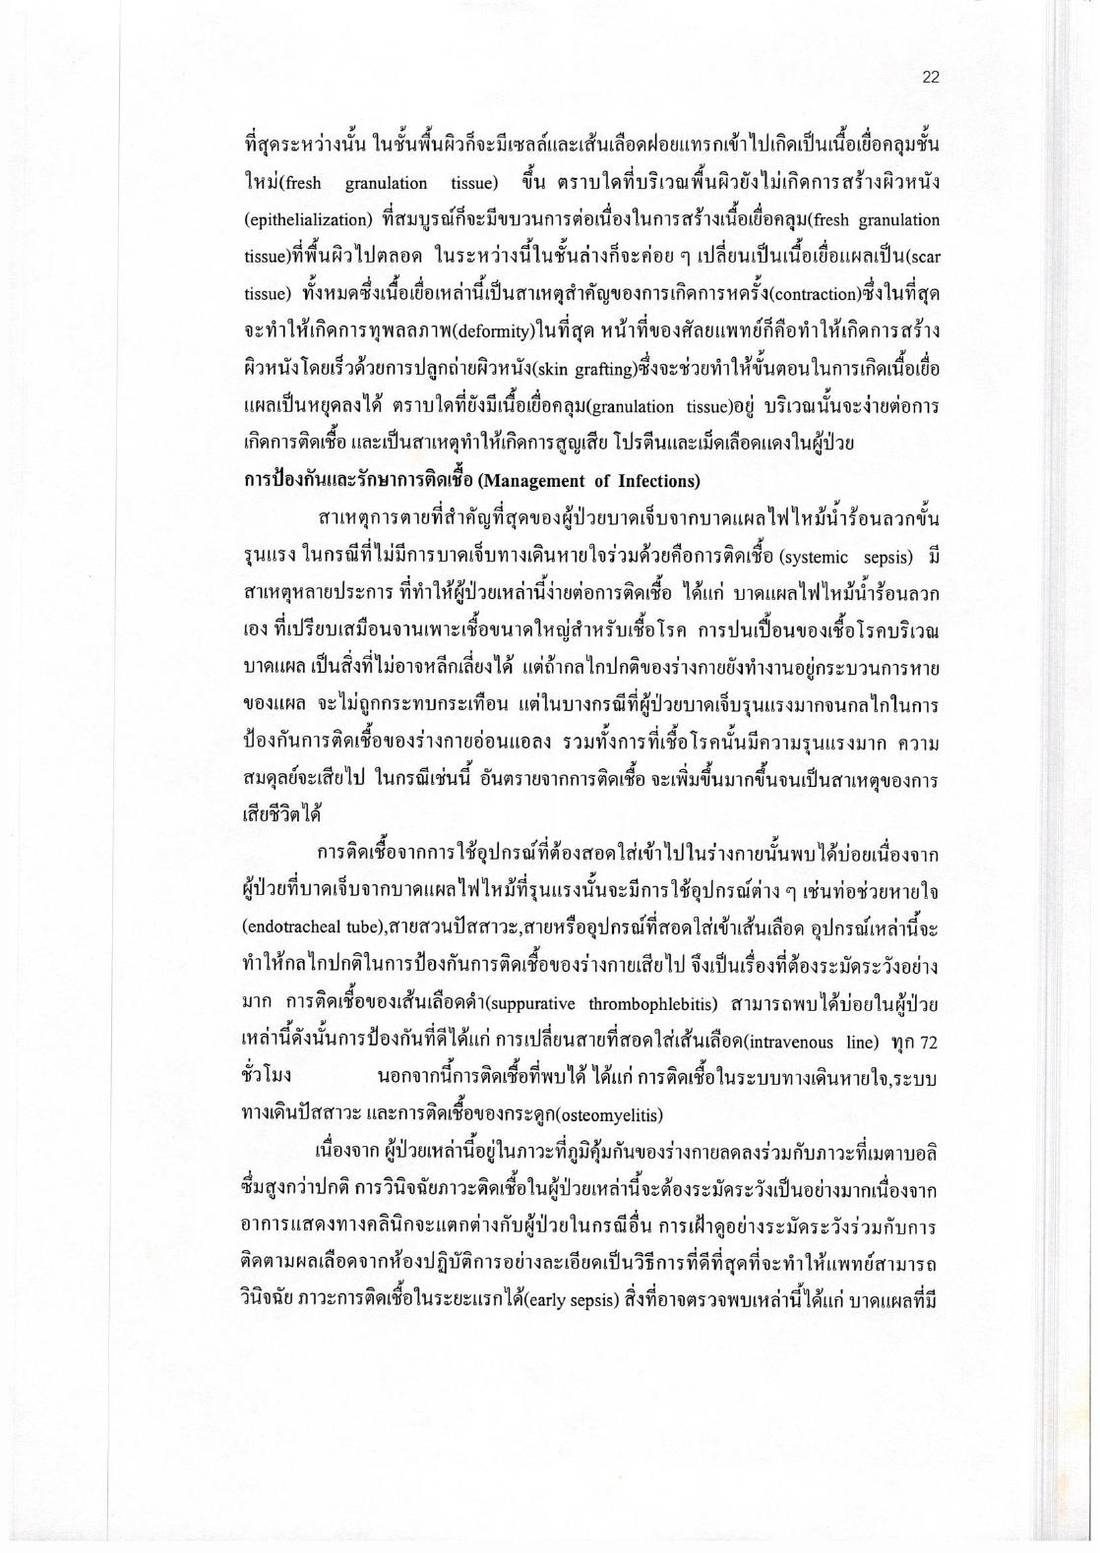 22
ที่สุดระหว่างนั้น ในชั้นพื้นผิวก็จะมีเซลล์และเส้นเลือดฝอยแทรกเข้าไปเกิดเป็นเนื้อเยื่อคลุมชั้น
ใหม่(fresh granulation tissue) ขึ้น ตราบใดที่บริเวณพื้นผิวยังไม่เกิดการสร้างผิวหนัง
(epithelialization) ที่สมบูรณ์ก็จะมีขบวนการต่อเนื่องในการสร้างเนื้อเยื่อคลุม(fresh granulation
tissue)ที่พื้นผิวไปตลอด ในระหว่างนี้ในชั้นล่างก็จะค่อย ๆ เปลี่ยนเป็นเนื้อเยื่อแผลเป็น(scar
tissue) ทั้งหมดซึ่งเนื้อเยื่อเหล่านี้เป็นสาเหตุสำคัญของการเกิดการหดรั้ง(contraction)ซึ่งในที่สุด
จะทำให้เกิดการทุพลลภาพ(deformity)ในที่สุด หน้าที่ของศัลยแพทย์ก็คือทำให้เกิดการสร้าง
ผิวหนังโดยเร็วด้วยการปลูกถ่ายผิวหนัง(skin grafting)ซึ่งจะช่วยทำให้ขั้นตอนในการเกิดเนื้อเยื่อ
แผลเป็นหยุดลงได้ ตราบใดที่ยังมีเนื้อเยื่อคลุม(granulation tissue)อยู่ บริเวณนั้นจะง่ายต่อการ
เกิดการติดเชื้อ และเป็นสาเหตุทำให้เกิดการสูญเสีย โปรตีนและเม็ดเลือดแดงในผู้ป่วย
การป้องกันและรักษาการติดเชื้อ (Management of Infections)
สาเหตุการตายที่สำคัญที่สุดของผู้ป่วยบาดเจ็บจากบาดแผลไฟไหม้น้ำร้อนลวกขั้น
รุนแรง ในกรณีที่ไม่มีการบาดเจ็บทางเดินหายใจร่วมด้วยคือการติดเชื้อ (systemic sepsis) มี
สาเหตุหลายประการ ที่ทำให้ผู้ป่วยเหล่านี้ง่ายต่อการติดเชื้อ ได้แก่ บาดแผลไฟไหม้น้ำร้อนลวก
เอง ที่เปรียบเสมือนจานเพาะเชื้อขนาดใหญ่สำหรับเชื้อโรค การปนเปื้อนของเชื้อโรคบริเวณ
บาดแผล เป็นสิ่งที่ไม่อาจหลีกเลี่ยงได้ แต่ถ้ากลไกปกติของร่างกายยังทำงานอยู่กระบวนการหาย
ของแผล จะไม่ถูกกระทบกระเทือน แต่ในบางกรณีที่ผู้ป่วยบาดเจ็บรุนแรงมากจนกลไกในการ
ป้องกันการติดเชื้อของร่างกายอ่อนแอลง รวมทั้งการที่เชื้อโรคนั้นมีความรุนแรงมาก ความ
สมดุลย์จะเสียไป ในกรณีเช่นนี้ อันตรายจากการติดเชื้อ จะเพิ่มขึ้นมากขึ้นจนเป็นสาเหตุของการ
เสียชีวิตได้
การติดเชื้อจากการใช้อุปกรณ์ที่ต้องสอดใส่เข้าไปในร่างกายนั้นพบได้บ่อยเนื่องจาก
ผู้ป่วยที่บาดเจ็บจากบาดแผลไฟไหม้ที่รุนแรงนั้นจะมีการใช้อุปกรณ์ต่าง ๆ เช่นท่อช่วยหายใจ
(endotracheal tube),สายสวนปัสสาวะ,สายหรืออุปกรณ์ที่สอดใส่เข้าเส้นเลือด อุปกรณ์เหล่านี้จะ
ทำให้กลไกปกติในการป้องกันการติดเชื้อของร่างกายเสียไป จึงเป็นเรื่องที่ต้องระมัดระวังอย่าง
มาก การติดเชื้อของเส้นเลือดดำ(suppurative thrombophlebitis) สามารถพบได้บ่อยในผู้ป่วย
เหล่านี้ดังนั้นการป้องกันที่ดีได้แก่ การเปลี่ยนสายที่สอดใส่เส้นเลือด(intravenous line) ทุก 72
ชั่วโมง นอกจากนี้การติดเชื้อที่พบได้ ได้แก่ การติดเชื้อในระบบทางเดินหายใจ,ระบบ
ทางเดินปัสสาวะ และการติดเชื้อของกระดูก(osteomyelitis)
เนื่องจาก ผู้ป่วยเหล่านี้อยู่ในภาวะที่ภูมิคุ้มกันของร่างกายลดลงร่วมกับภาวะที่เมตาบอลิ
ซึ่มสูงกว่าปกติ การวินิจฉัยภาวะติดเชื้อในผู้ป่วยเหล่านี้จะต้องระมัดระวังเป็นอย่างมากเนื่องจาก
อาการแสดงทางคลินิกจะแตกต่างกับผู้ป่วยในกรณีอื่น การเฝ้าดูอย่างระมัดระวังร่วมกับการ
ติดตามผลเลือดจากห้องปฏิบัติการอย่างละเอียดเป็นวิธีการที่ดีที่สุดที่จะทำให้แพทย์สามารถ
วินิจฉัย ภาวะการติดเชื้อในระยะแรกได้(early sepsis) สิ่งที่อาจตรวจพบเหล่านี้ได้แก่ บาดแผลที่มี